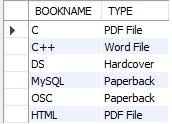 BOOKNAME TYPE
C PDF File
C++ Word File
DS Hardcover
MySQL Paperback
OSC Paperback
HTML PDF File